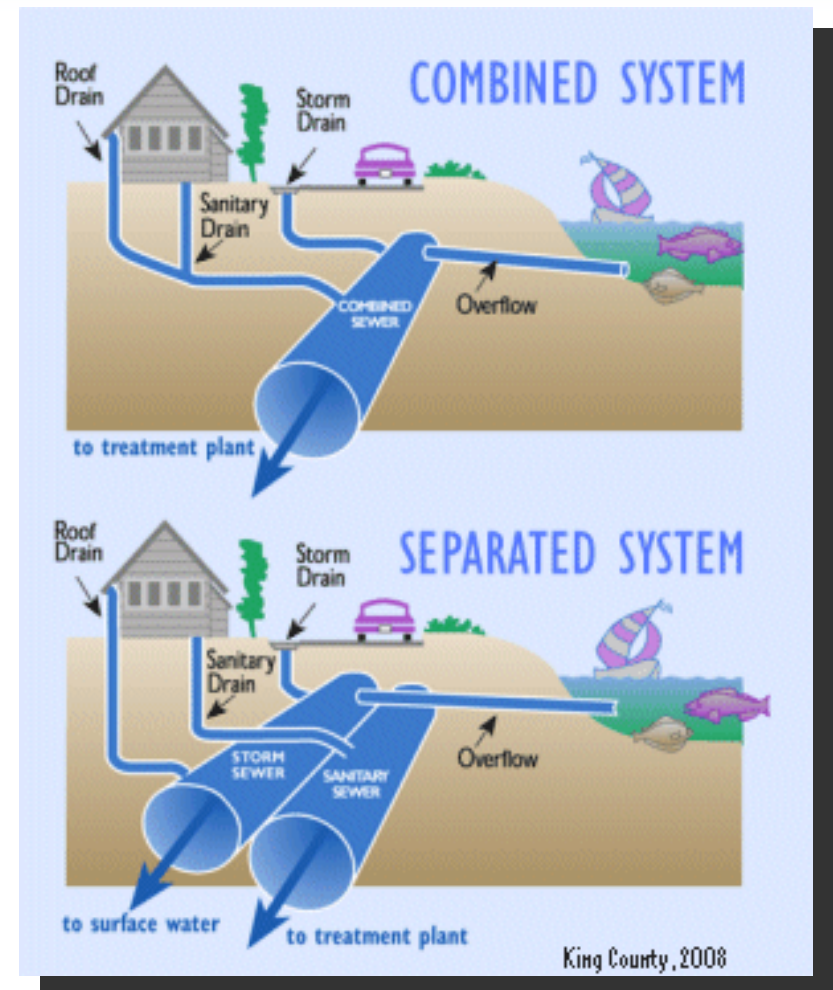 COMBINED SYSTEM
Roof
Drain
Storm
Drain
Sanitary
Drain
Overflow
COMBINED
SEWER
to treatment plant
SEPARATED SYSTEM
Roof
Drain
Storm
Drain
Sanitary
Drain
Overflow
STORM
SEWER
SANITARY
SEWER
to surface water
to treatment plant
King County, 2008